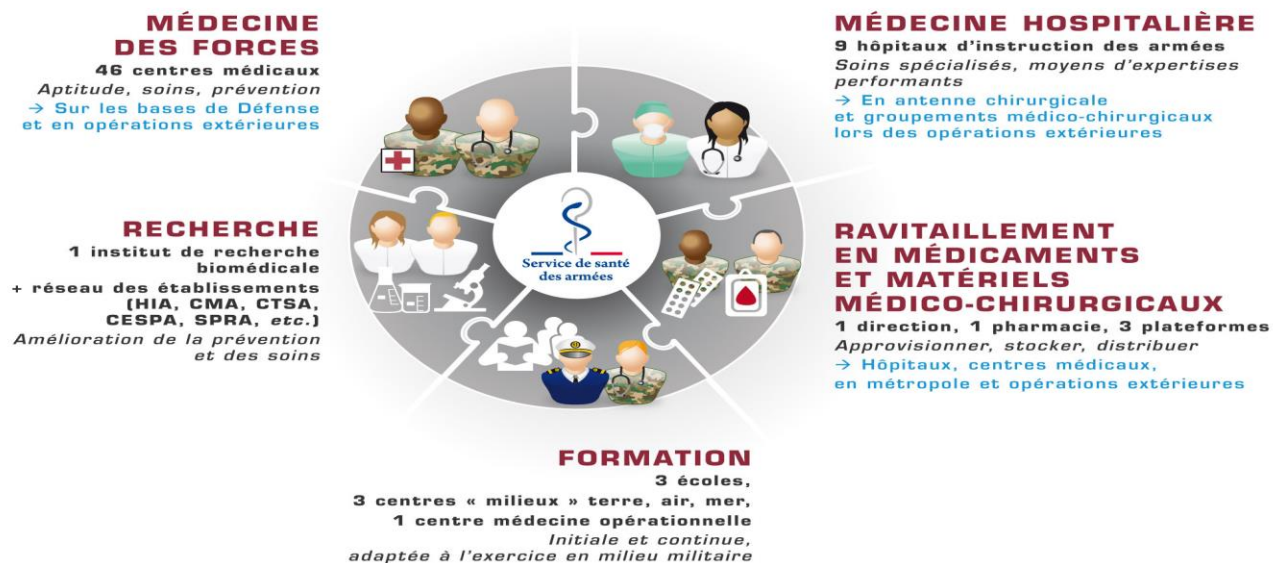 MÉDECINE
DES FORCES
46 centres médicaux
Aptitude, soins, prévention
→ Sur les bases de Défense
et en opérations extérieures
MÉDECINE HOSPITALIÈRE
9 hôpitaux d'instruction des armées
Soins spécialisés, moyens d'expertises
performants
→ En antenne chirurgicale
et groupements médico-chirurgicaux
lors des opérations extérieures
RECHERCHE
1 institut de recherche
biomédicale
+ réseau des établissements
(HIA, CMA, CTSA,
CESPA, SPRA, etc.)
Amélioration de la prévention
et des soins
Service de santé
des armées
RAVITAILLEMENT
EN MÉDICAMENTS
ET MATÉRIELS
MÉDICO-CHIRURGICAUX
1 direction, 1 pharmacie, 3 plateformes
Approvisionner, stocker, distribuer
→ Hôpitaux, centres médicaux,
en métropole et opérations extérieures
FORMATION
3 écoles,
3 centres « milieux » terre, air, mer,
1 centre médecine opérationnelle
Initiale et continue,
adaptée à l'exercice en milieu militaire